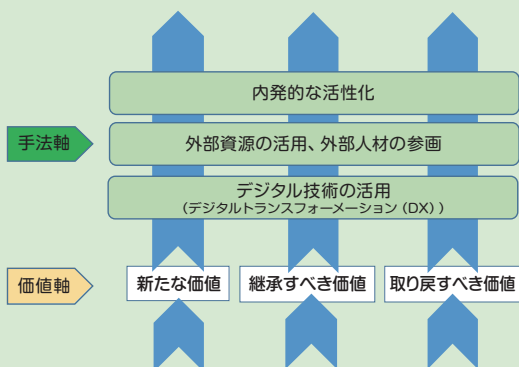 内発的な活性化
手法軸
外部資源の活用、外部人材の参画
デジタル技術の活用
(デジタルトランスフォーメーション(DX))
価値軸
新たな価値
継承すべき価値
取り戻すべき価値